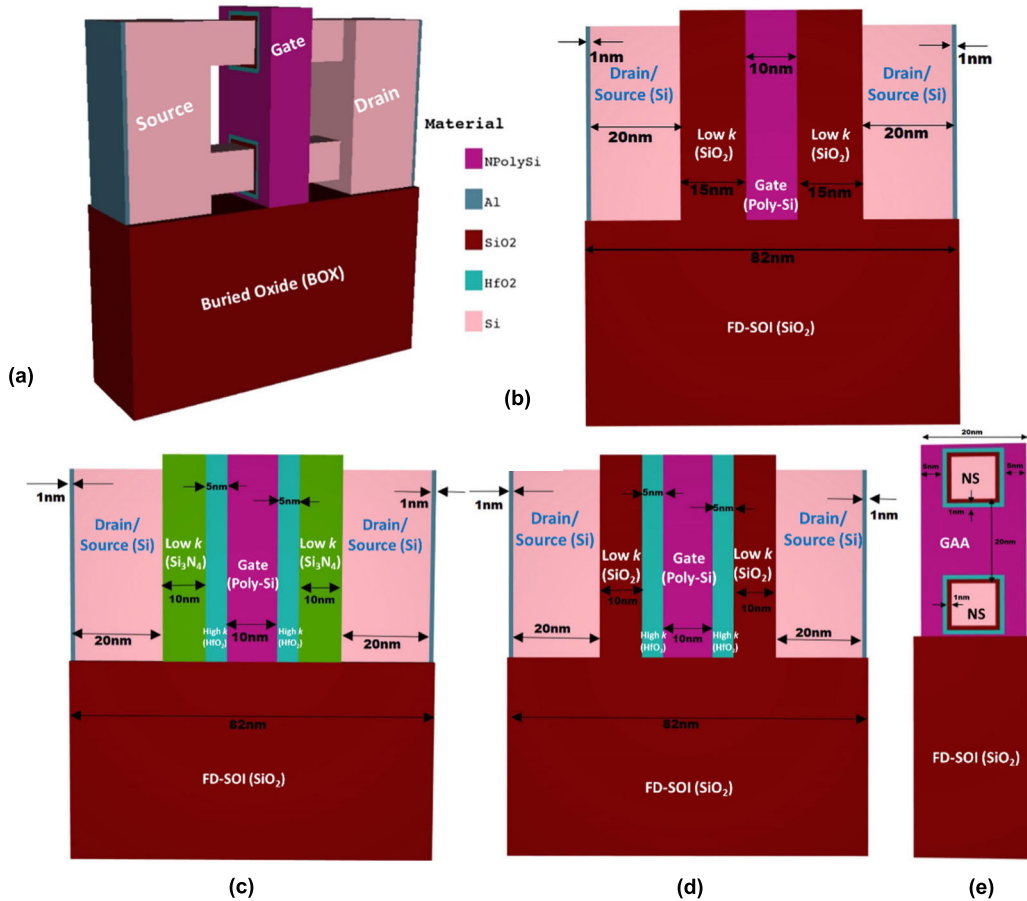 Gate
Source
Drain
Material
NPolySi
Al
SiO2
HfO2
Si
Buried Oxide (BOX)
(a)
1nm
10nm
1nm
Drain/
Source (Si)
Drain/
Source (Si)
20nm
Low k
(SiO₂)
Low k
(SiO₂)
20nm
15nm
Gate
(Poly-Si)
15nm
82nm
FD-SOI (SiO₂)
(b)
1nm
5nm
5nm
1nm
Drain/
Source (Si)
Low k
(Si₃N₄)
Gate
(Poly-Si)
Low k
(Si₃N₄)
Drain/
Source (Si)
10nm
10nm
20nm
High k
(HfO₂)
10nm
High k
(HfO₂)
20nm
82nm
FD-SOI (SiO₂)
(c)
1nm
5nm
5nm
1nm
Drain/
Source (Si)
Low k
(SiO₂)
Gate
(Poly-Si)
Low k
(SiO₂)
Drain/
Source (Si)
10nm
10nm
20nm
High k
(HfO₂)
10nm
High k
(HfO₂)
20nm
82nm
FD-SOI (SiO₂)
(d)
20nm
5nm
NS
5nm
1nm
GAA
20nm
1nm
NS
FD-SOI (SiO₂)
(e)